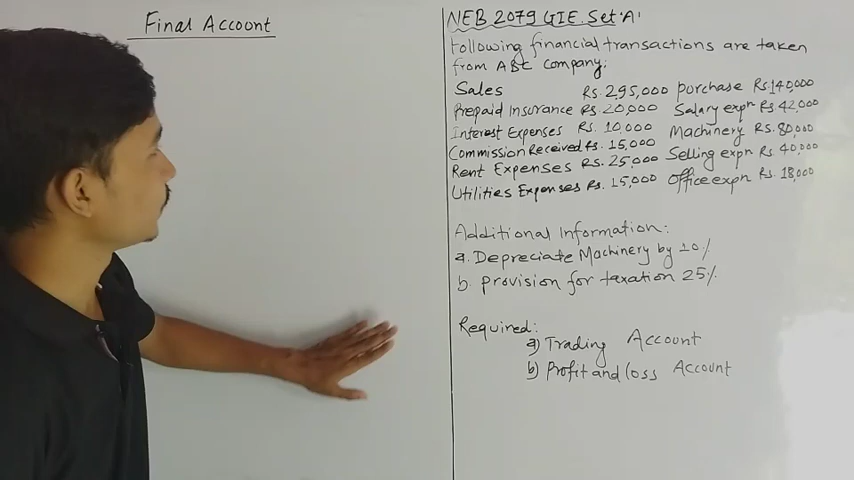 Final Account
NEB 2079 GIE. Set 'A'
Following financial transactions are taken
from ABC company:
Sales Rs. 295,000 purchase Rs. 140,000
Prepaid Insurance Rs 20,000 Salary expn Rs. 42,000
Interest Expenses Rs. 10,000 Machinery Rs. 80,000
Commission Received Rs. 15,000 Selling expn Rs. 40,000
Rent Expenses Rs. 25,000 Office expn Rs. 18,000
Utilities Expenses Rs. 15,000
Additional Information:
a. Depreciate Machinery by 10%
b. provision for taxation 25%
Required:
a) Trading Account
b) Profit and loss Account